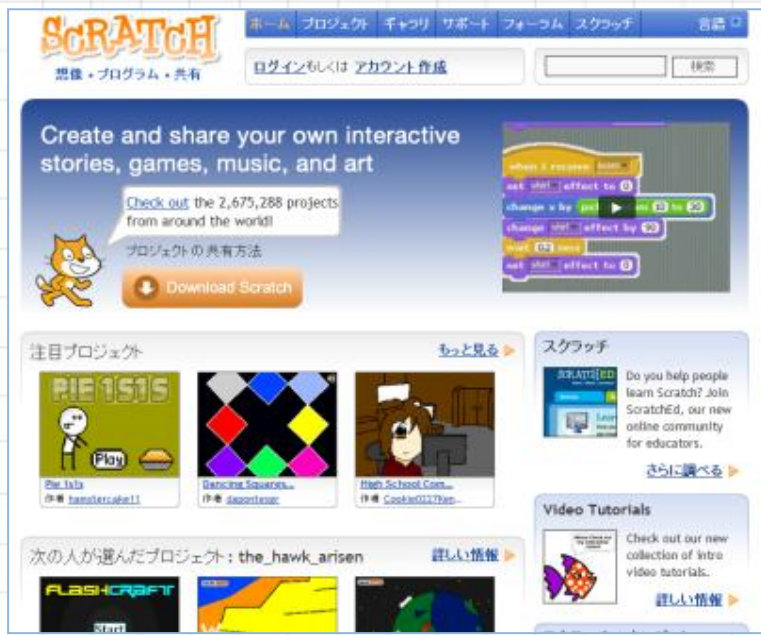 SCRATCH
想像・プログラム・共有
ホーム プロジェクト ギャラリ サポート フォーラム スクラッチ 言語
ログインもしくは アカウント作成
検索
Create and share your own interactive
stories, games, music, and art
Check out the 2,675,288 projects
from around the world!
プロジェクトの共有方法
Download Scratch
when I receive
set whirl effect to 0
change x by
change whirl effect by 90
wait 0.2 secs
set whirl effect to 0
注目プロジェクト
もっと見る
PIE 1S1S
Play
Pie 1s1s
作者 hamstercake11
Dancing Squares...
作者
High School Com...
作者
スクラッチ
Do you help people
learn Scratch? Join
ScratchEd, our new
online community
for educators.
さらに調べる
次の人が選んだプロジェクト: the_hawk_arisen
詳しい情報
FLASHCRAFT
Start
Video Tutorials
Check out our new
collection of intro
video tutorials.
詳しい情報